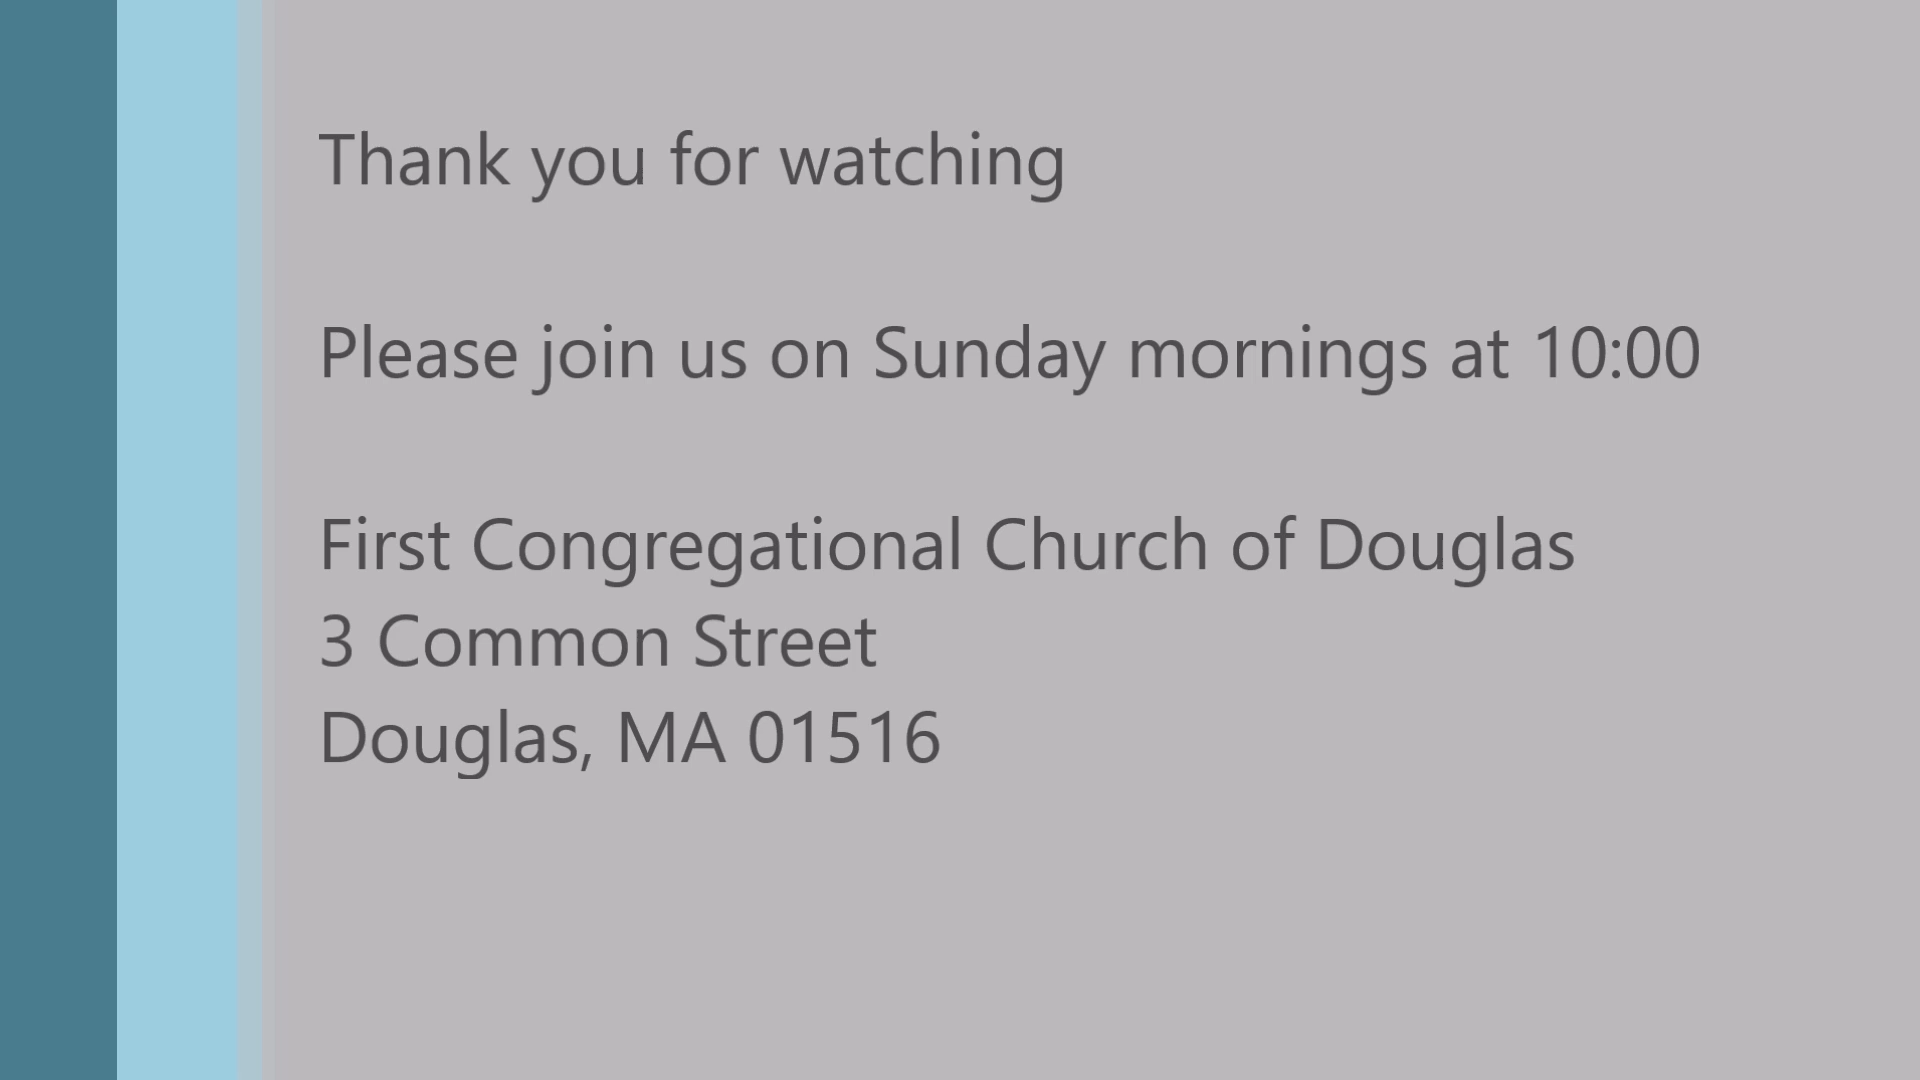 Thank you for watching
Please join us on Sunday mornings at 10:00
First Congregational Church of Douglas
3 Common Street
Douglas, MA 01516